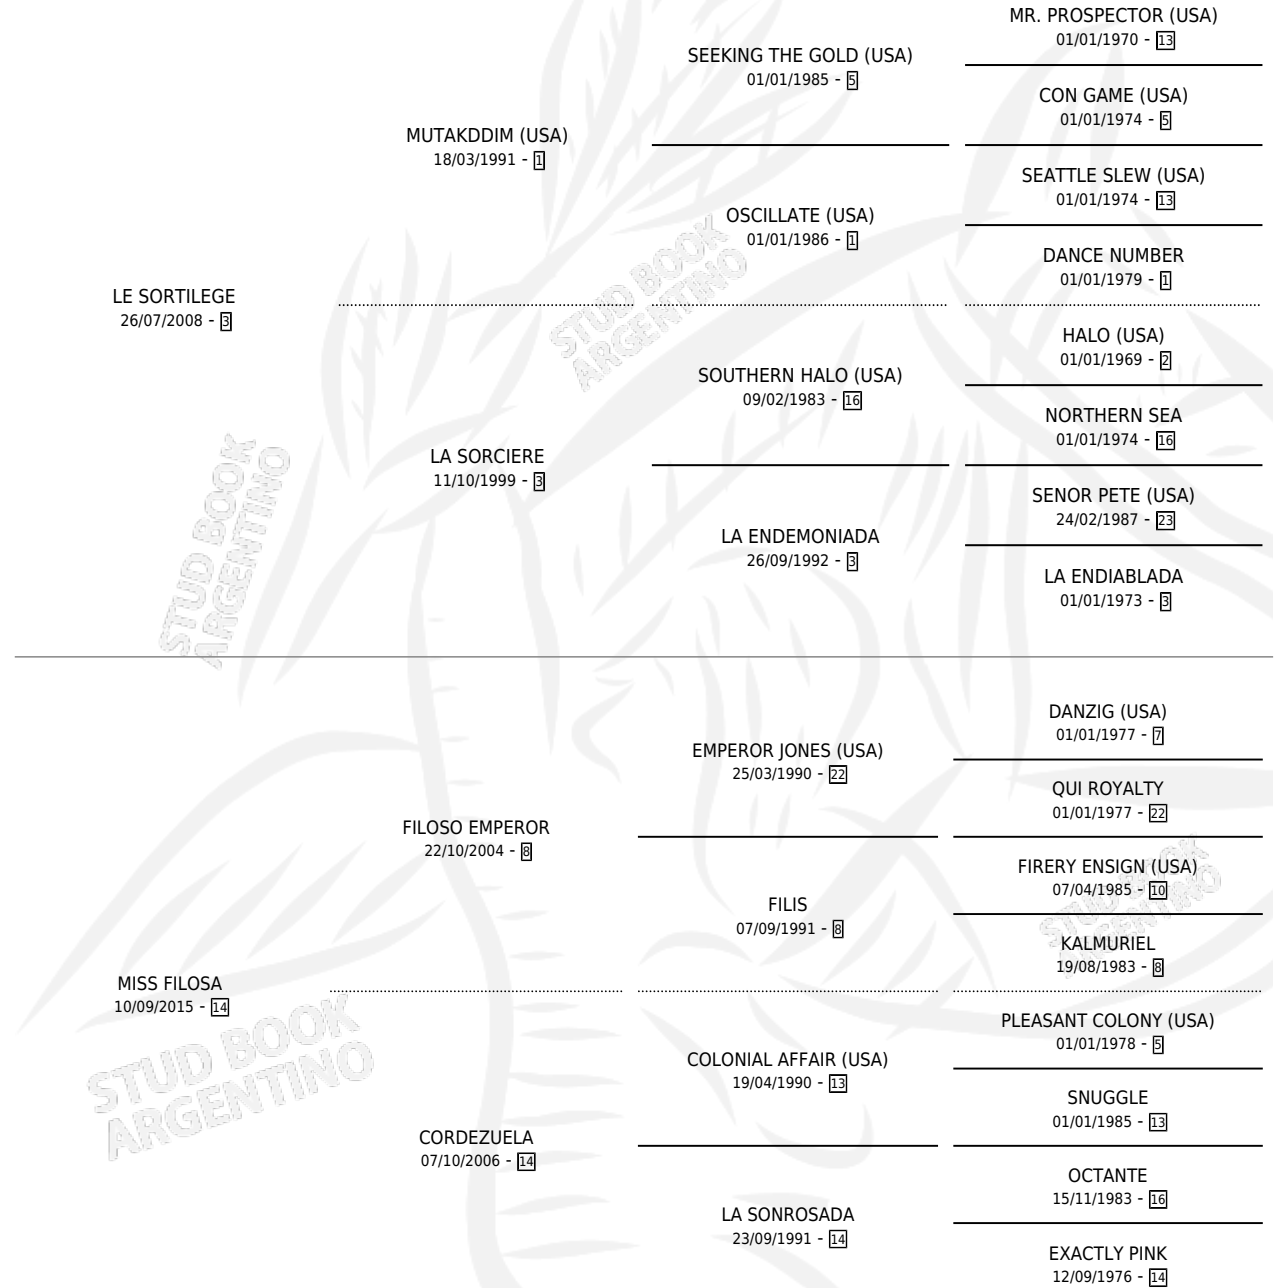 MR. PROSPECTOR (USA)
01/01/1970 - 13
SEEKING THE GOLD (USA)
01/01/1985 - 5
CON GAME (USA)
01/01/1974 - 5
MUTAKDDIM (USA)
18/03/1991 - 1
SEATTLE SLEW (USA)
01/01/1974 - 13
OSCILLATE (USA)
01/01/1986 - 1
DANCE NUMBER
01/01/1979 - 1
LE SORTILEGE
26/07/2008 - 3
HALO (USA)
01/01/1969 - 2
SOUTHERN HALO (USA)
09/02/1983 - 16
NORTHERN SEA
01/01/1974 - 16
LA SORCIERE
11/10/1999 - 3
SENOR PETE (USA)
24/02/1987 - 23
LA ENDEMONIADA
26/09/1992 - 3
LA ENDIABLADA
01/01/1973 - 3
DANZIG (USA)
01/01/1977 - 7
EMPEROR JONES (USA)
25/03/1990 - 22
QUI ROYALTY
01/01/1977 - 22
FILOSO EMPEROR
22/10/2004 - 8
FIRERY ENSIGN (USA)
07/04/1985 - 10
FILIS
07/09/1991 - 8
KALMURIEL
19/08/1983 - 8
MISS FILOSA
10/09/2015 - 14
PLEASANT COLONY (USA)
01/01/1978 - 5
COLONIAL AFFAIR (USA)
19/04/1990 - 13
SNUGGLE
01/01/1985 - 13
CORDEZUELA
07/10/2006 - 14
OCTANTE
15/11/1983 - 16
LA SONROSADA
23/09/1991 - 14
EXACTLY PINK
12/09/1976 - 14
STUD BOOK
ARGENTINO
STUD BOOK
ARGENTINO
STUD BOOK
ARGENTINO
STUD BOOK
ARGENTINO